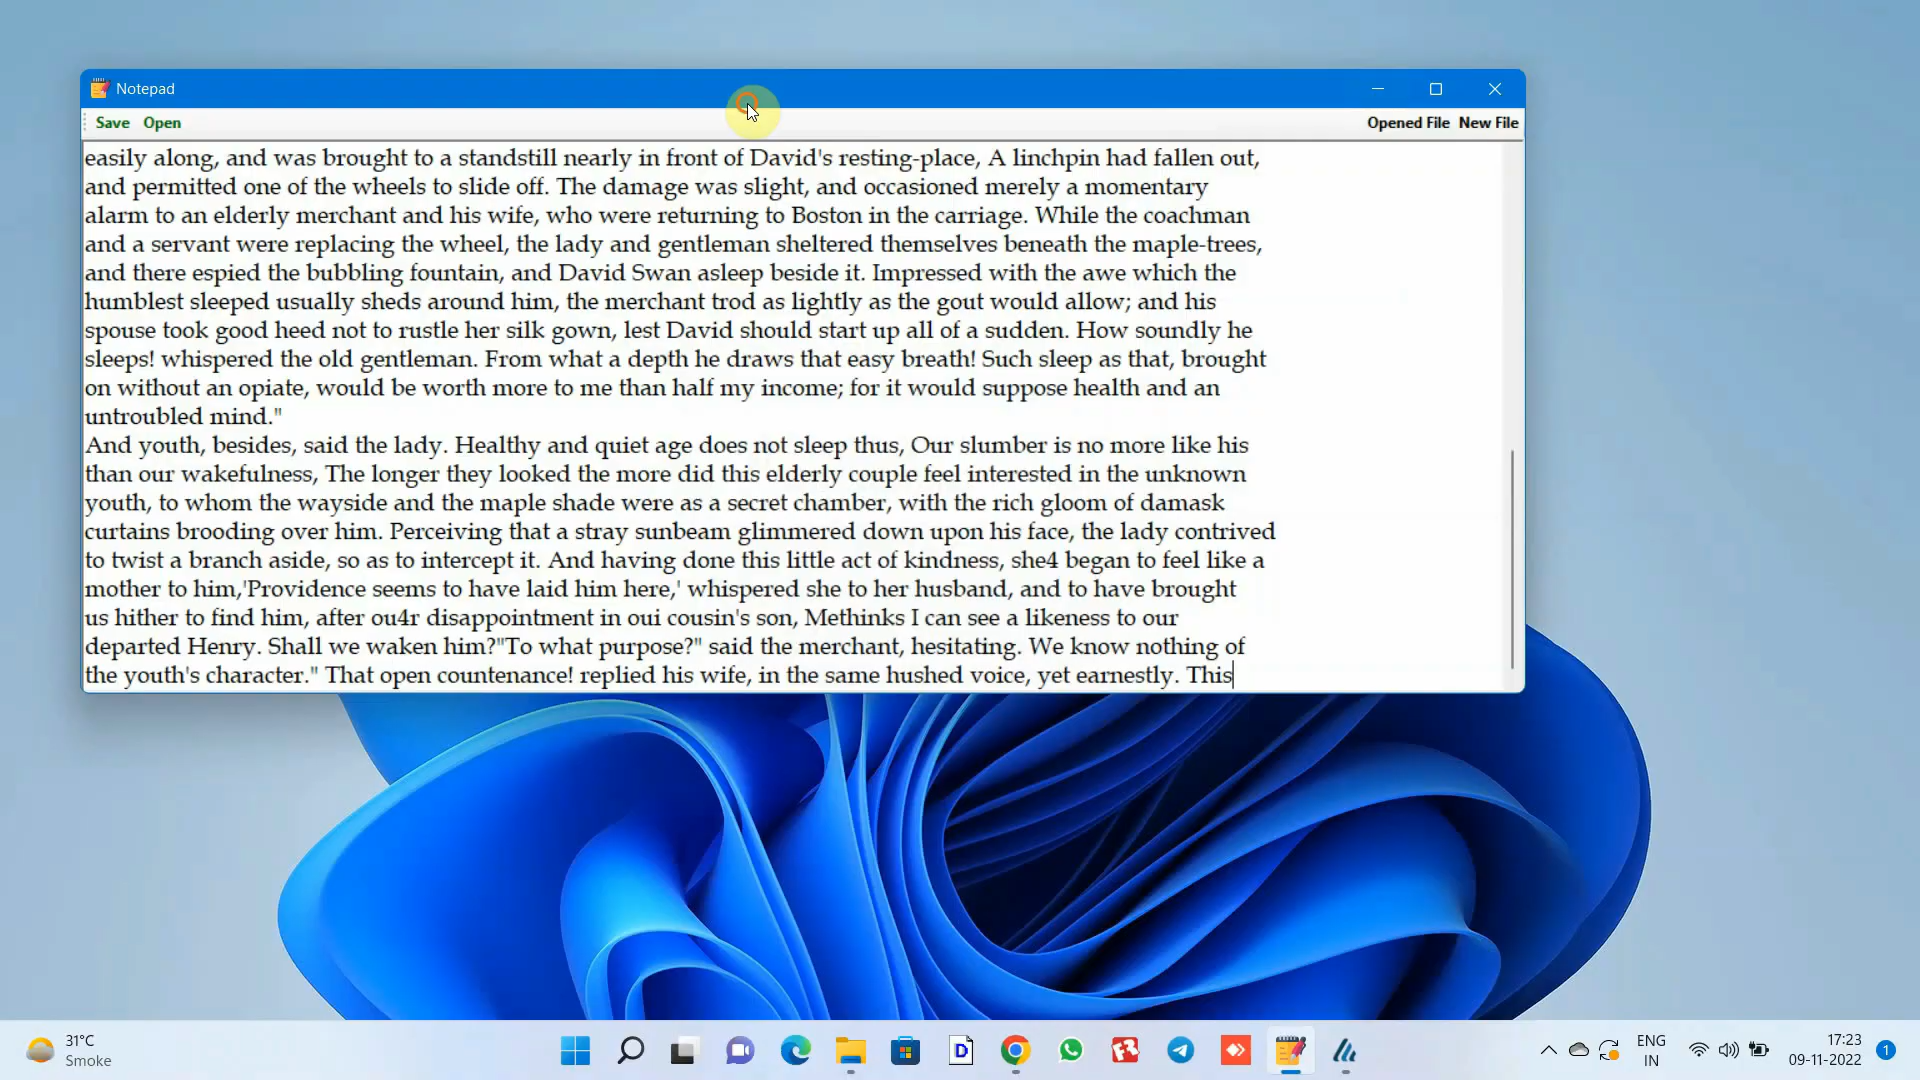 Notepad
Save Open Opened File New File
easily along, and was brought to a standstill nearly in front of David's resting-place, A linchpin had fallen out,
and permitted one of the wheels to slide off. The damage was slight, and occasioned merely a momentary
alarm to an elderly merchant and his wife, who were returning to Boston in the carriage. While the coachman
and a servant were replacing the wheel, the lady and gentleman sheltered themselves beneath the maple-trees,
and there espied the bubbling fountain, and David Swan asleep beside it. Impressed with the awe which the
humblest sleeped usually sheds around him, the merchant trod as lightly as the gout would allow; and his
spouse took good heed not to rustle her silk gown, lest David should start up all of a sudden. How soundly he
sleeps! whispered the old gentleman. From what a depth he draws that easy breath! Such sleep as that, brought
on without an opiate, would be worth more to me than half my income; for it would suppose health and an
untroubled mind."
And youth, besides, said the lady. Healthy and quiet age does not sleep thus, Our slumber is no more like his
than our wakefulness, The longer they looked the more did this elderly couple feel interested in the unknown
youth, to whom the wayside and the maple shade were as a secret chamber, with the rich gloom of damask
curtains brooding over him. Perceiving that a stray sunbeam glimmered down upon his face, the lady contrived
to twist a branch aside, so as to intercept it. And having done this little act of kindness, she4 began to feel like a
mother to him,'Providence seems to have laid him here,' whispered she to her husband, and to have brought
us hither to find him, after ou4r disappointment in oui cousin's son, Methinks I can see a likeness to our
departed Henry. Shall we waken him?"To what purpose?" said the merchant, hesitating. We know nothing of
the youth's character." That open countenance! replied his wife, in the same hushed voice, yet earnestly. This
31°C
Smoke
D
ENG
IN
17:23
09-11-2022
1